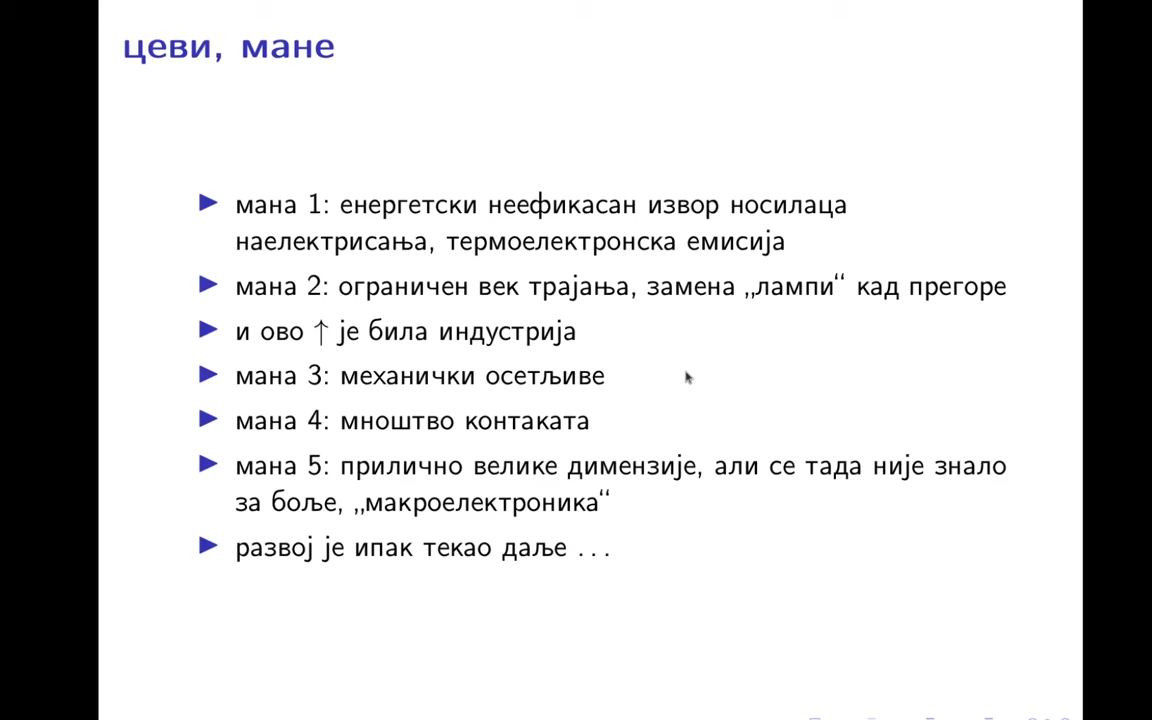 цеви, мане
мана 1: енергетски неефикасан извор носилаца
наелектрисања, термоелектронска емисија
мана 2: ограничен век трајања, замена „лампи“ кад прегоре
и ово ↑ је била индустрија
мана 3: механички осетљиве
мана 4: мноштво контаката
мана 5: прилично велике димензије, али се тада није знало
за боље, „макроелектроника“
развој је ипак текао даље ...